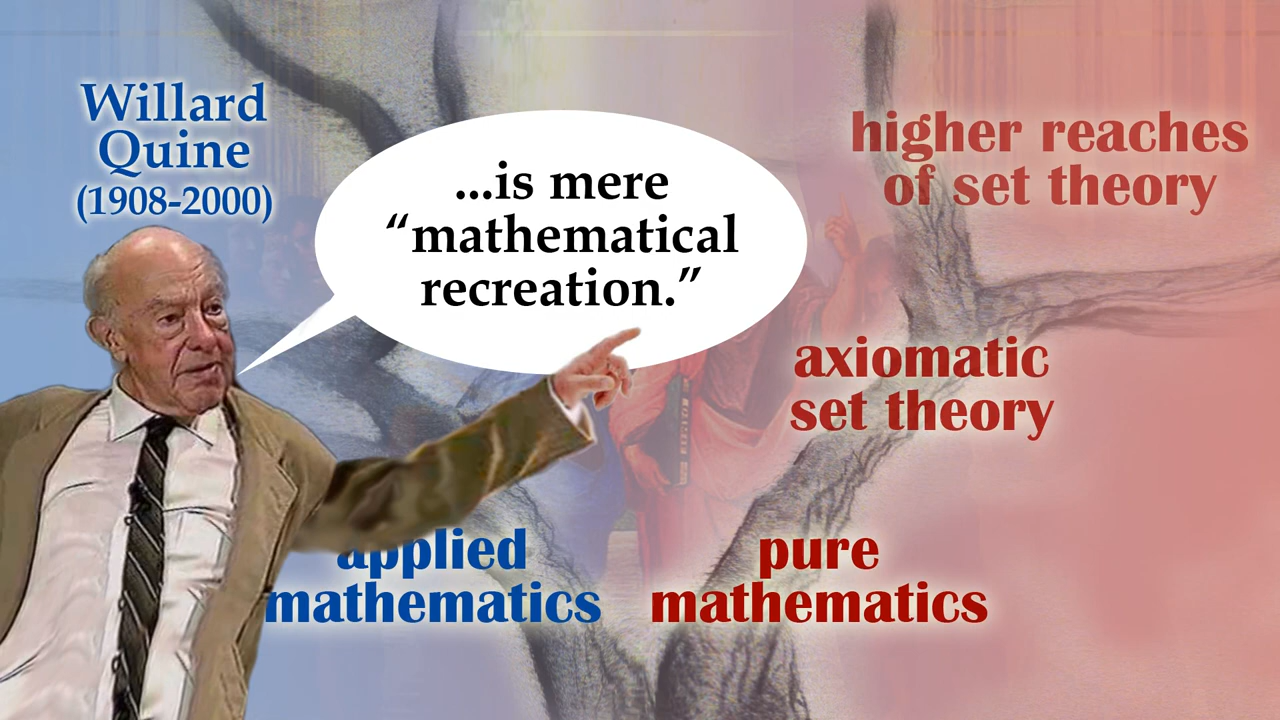 Willard
Quine
(1908-2000)
...is mere
“mathematical
recreation.”
higher reaches
of set theory
axiomatic
set theory
applied
mathematics
pure
mathematics